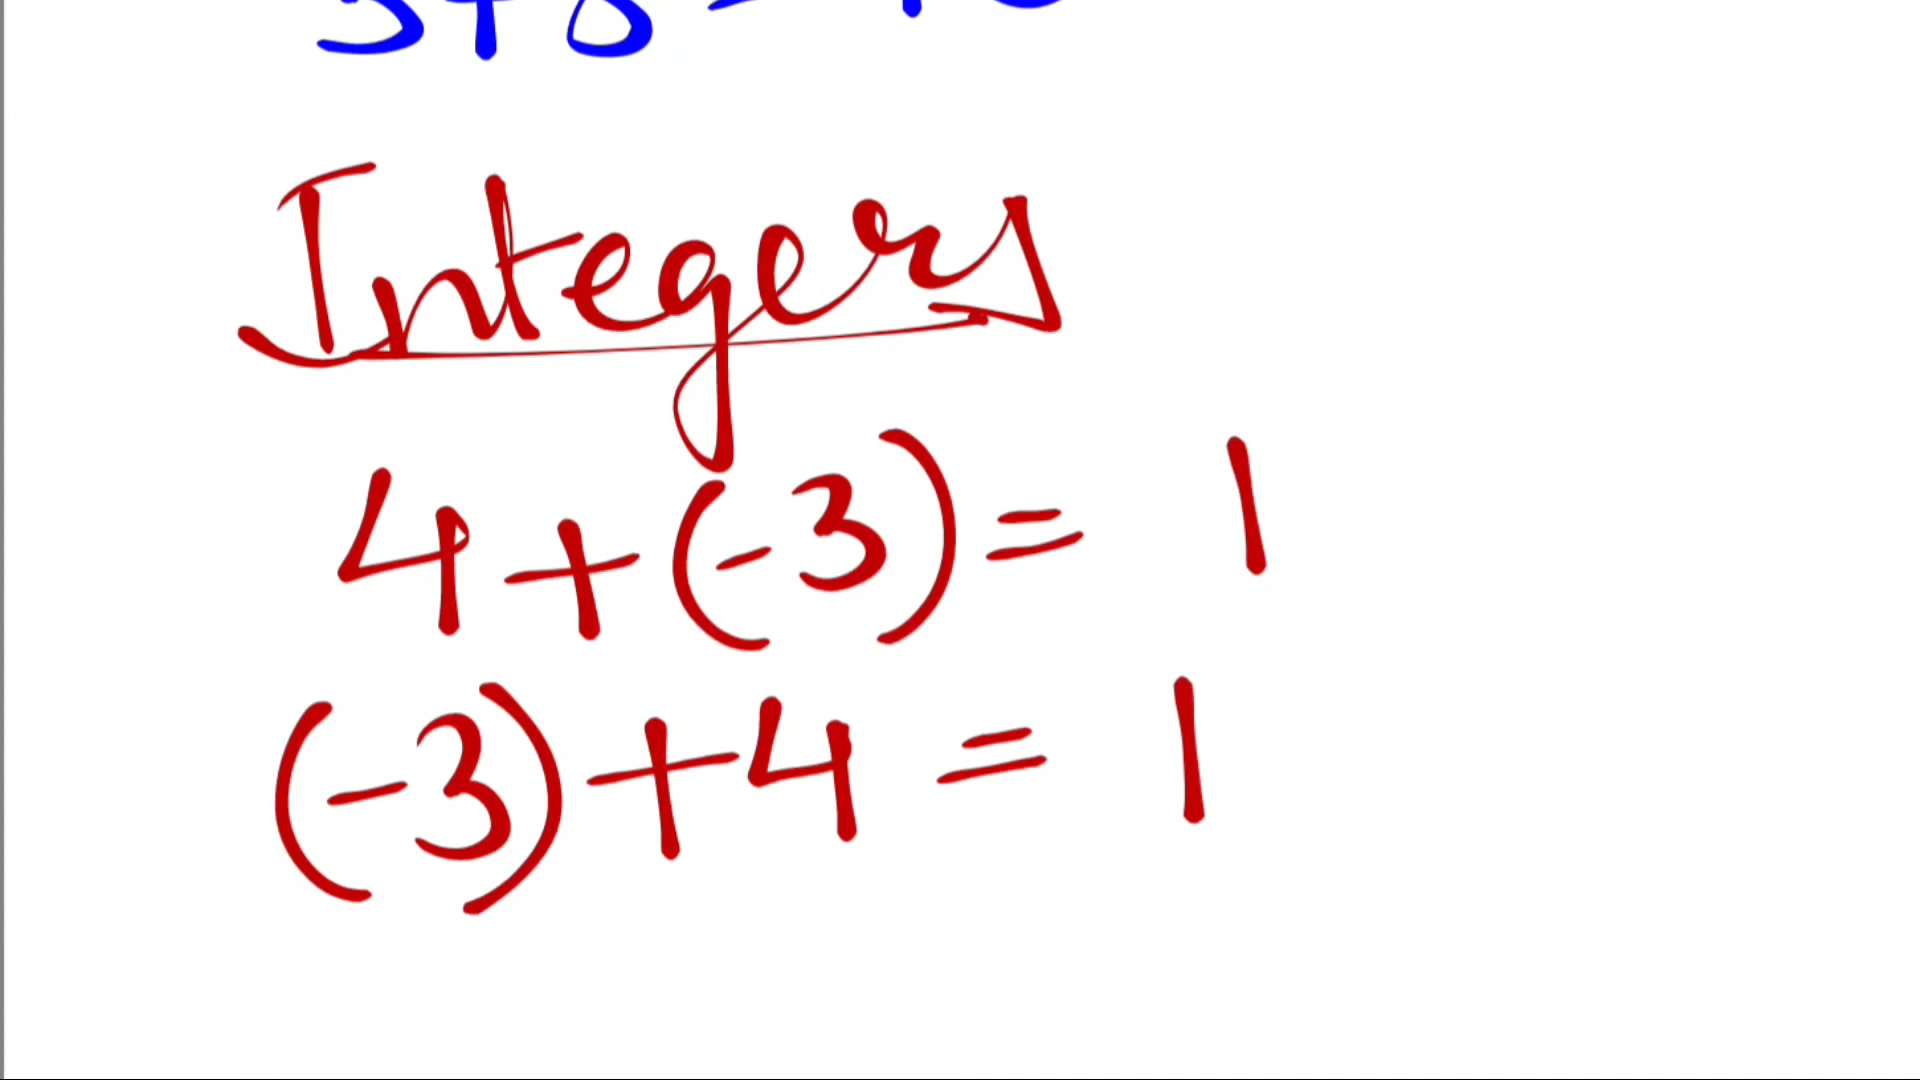 Integers
4+(-3)= 1
(-3)+4 = 1